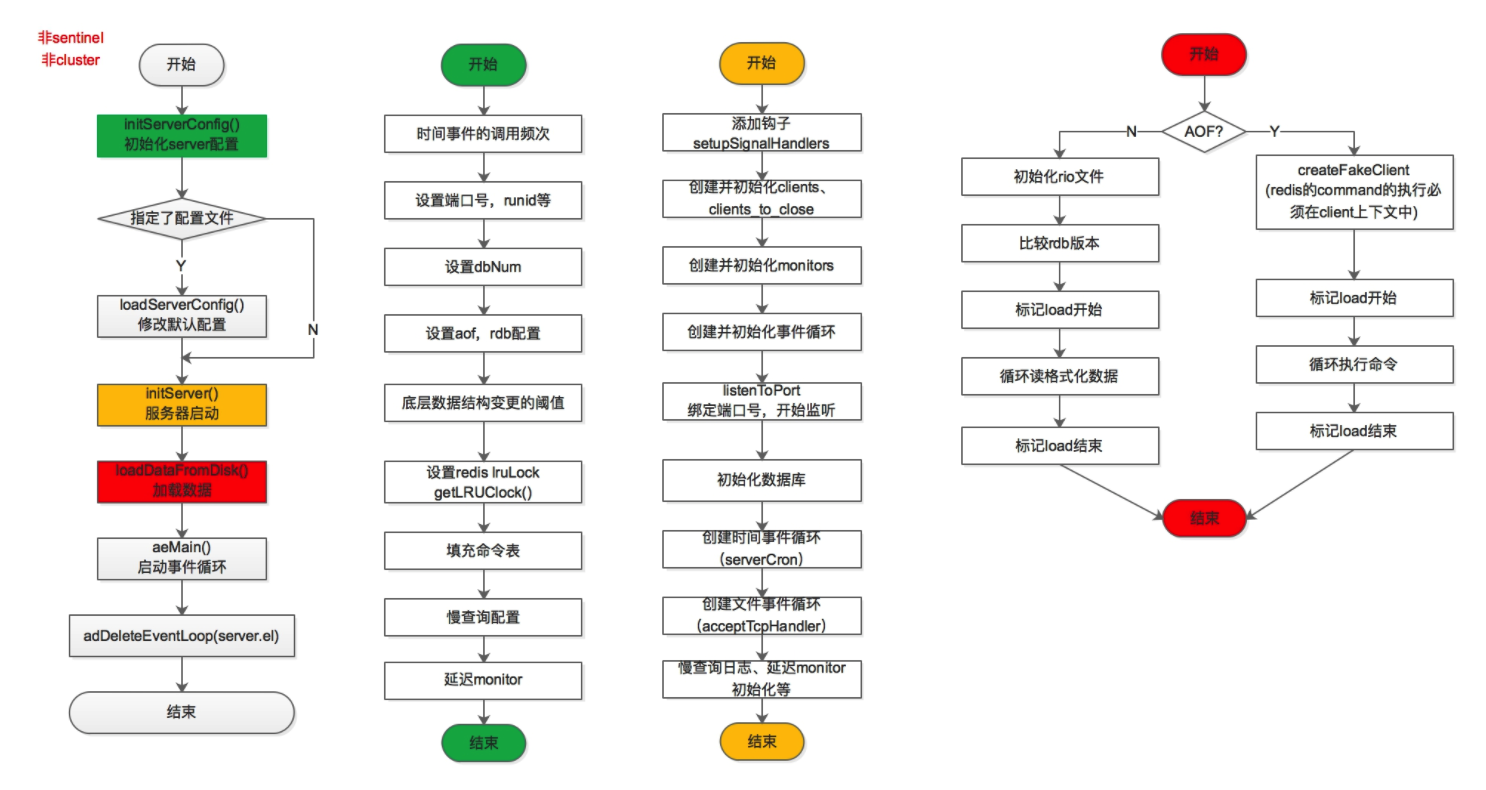 非sentinel
非cluster
开始
initServerConfig()
初始化server配置
指定了配置文件
Y
loadServerConfig()
修改默认配置
N
initServer()
服务器启动
loadDataFromDisk()
加载数据
aeMain()
启动事件循环
adDeleteEventLoop(server.el)
结束
开始
时间事件的调用频次
设置端口号，runid等
设置dbNum
设置aof，rdb配置
底层数据结构变更的阈值
设置redis lruLock
getLRUClock()
填充命令表
慢查询配置
延迟monitor
结束
开始
添加钩子
setupSignalHandlers
创建并初始化clients、
clients_to_close
创建并初始化monitors
创建并初始化事件循环
listenToPort
绑定端口号，开始监听
初始化数据库
创建时间事件循环
（serverCron）
创建文件事件循环
（acceptTcpHandler）
慢查询日志、延迟monitor
初始化等
结束
开始
AOF?
N
Y
初始化rio文件
比较rdb版本
标记load开始
循环读格式化数据
标记load结束
createFakeClient
(redis的command的执行必
须在client上下文中)
标记load开始
循环执行命令
标记load结束
结束